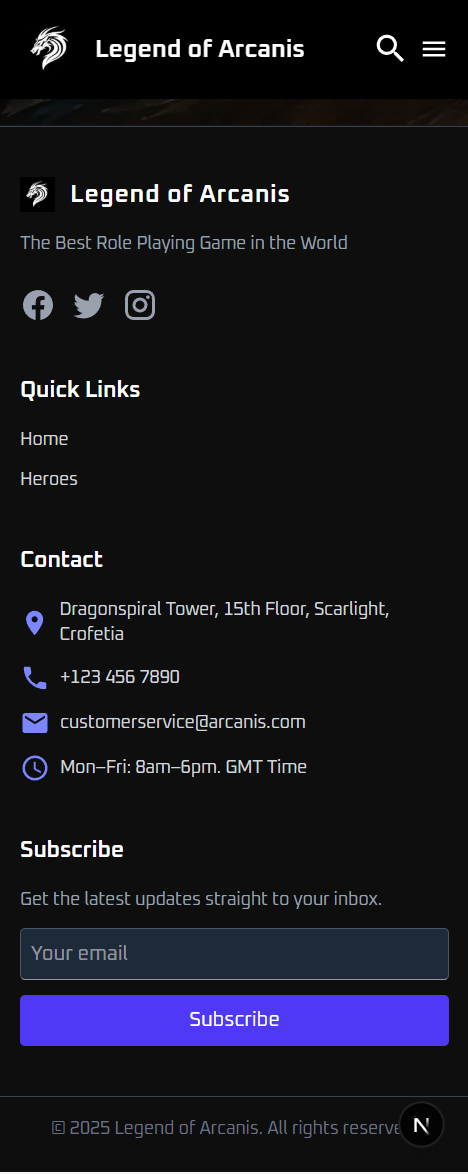 Legend of Arcanis
Legend of Arcanis
The Best Role Playing Game in the World
Quick Links
Home
Heroes
Contact
Dragonspiral Tower, 15th Floor, Scarlight,
Crofetia
+123 456 7890
customerservice@arcanis.com
Mon–Fri: 8am–6pm. GMT Time
Subscribe
Get the latest updates straight to your inbox.
Your email
Subscribe
© 2025 Legend of Arcanis. All rights reserve
N